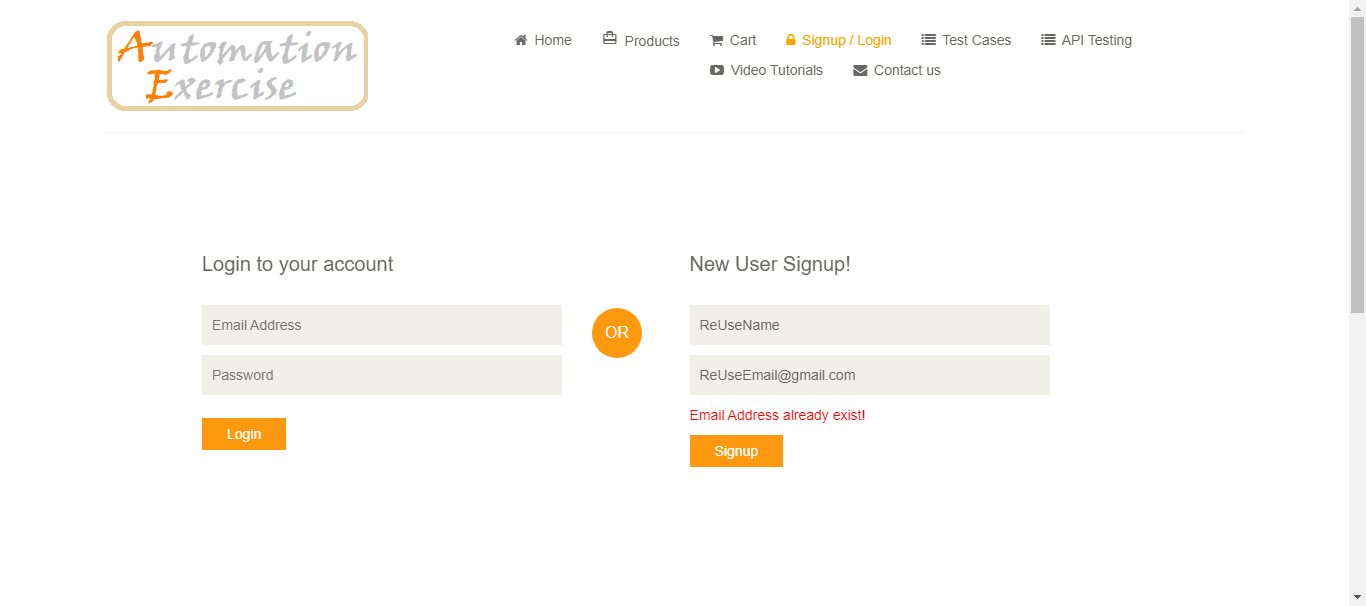 Automation
Exercise
Home Products Cart Signup / Login Test Cases API Testing
Video Tutorials Contact us
Login to your account
Email Address
Password
Login
OR
New User Signup!
ReUseName
ReUseEmail@gmail.com
Email Address already exist!
Signup